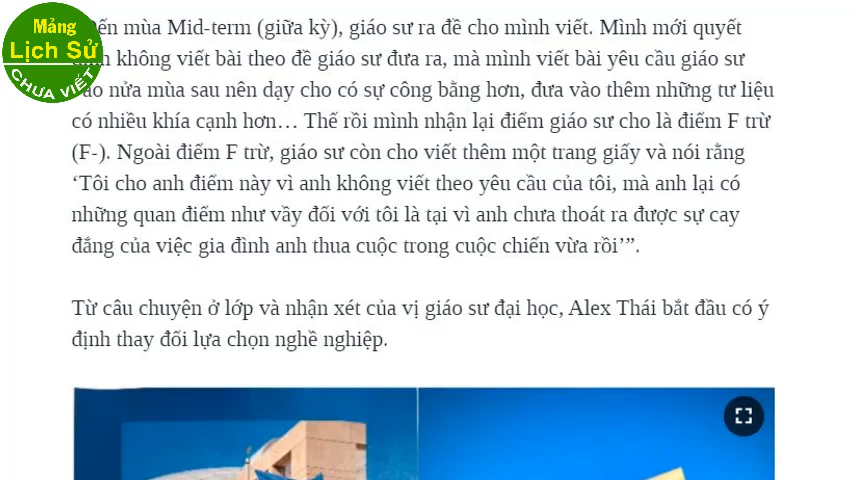 Mảng
Lịch Sử
CHƯA VIẾT
ến mùa Mid-term (giữa kỳ), giáo sư ra đề cho mình viết. Mình mới quyết
không viết bài theo đề giáo sư đưa ra, mà mình viết bài yêu cầu giáo sư
nửa mùa sau nên dạy cho có sự công bằng hơn, đưa vào thêm những tư liệu
có nhiều khía cạnh hơn… Thế rồi mình nhận lại điểm giáo sư cho là điểm F trừ
(F-). Ngoài điểm F trừ, giáo sư còn cho viết thêm một trang giấy và nói rằng
‘Tôi cho anh điểm này vì anh không viết theo yêu cầu của tôi, mà anh lại có
những quan điểm như vầy đối với tôi là tại vì anh chưa thoát ra được sự cay
đắng của việc gia đình anh thua cuộc trong cuộc chiến vừa rồi’”.
Từ câu chuyện ở lớp và nhận xét của vị giáo sư đại học, Alex Thái bắt đầu có ý
định thay đổi lựa chọn nghề nghiệp.